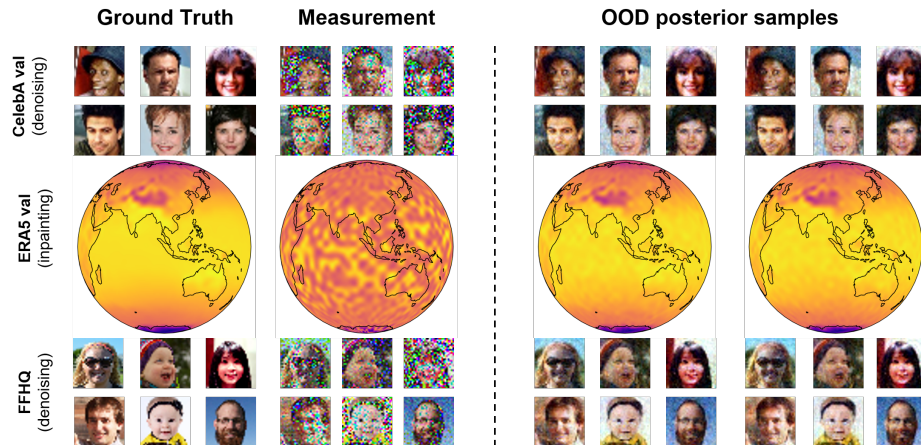 Ground Truth
Measurement
OOD posterior samples
CelebA val
(denoising)
ERA5 val
(inpainting)
FFHQ
(denoising)